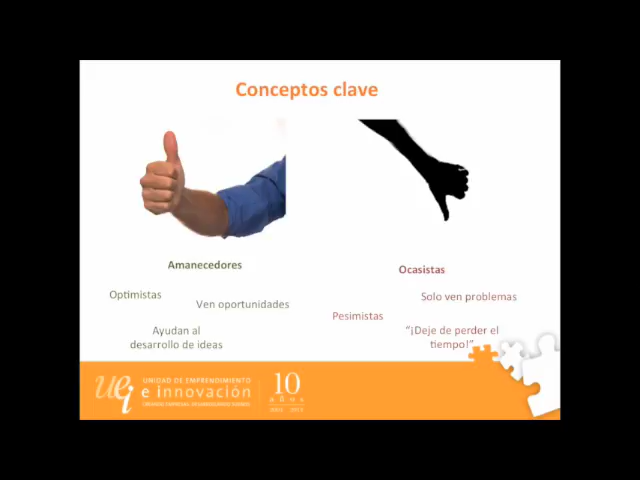 Conceptos clave
Amanecedores
Optimistas
Ven oportunidades
Ayudan al
desarrollo de ideas
Ocasistas
Solo ven problemas
Pesimistas
“¡Deje de perder el
tiempo!”
uei
UNIDAD DE EMPRENDIMIENTO
e innovación
10
años